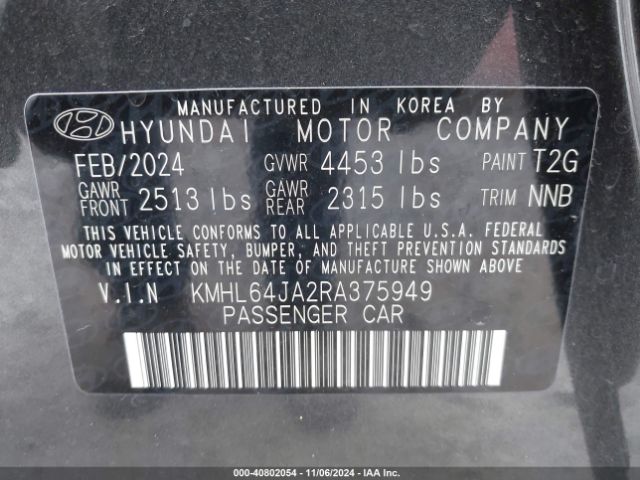 MANUFACTURED IN KOREA BY
HYUNDAI MOTOR COMPANY
FEB/2024 GVWR 4453 lbs PAINT T2G
GAWR FRONT 2513 lbs GAWR REAR 2315 lbs TRIM NNB
THIS VEHICLE CONFORMS TO ALL APPLICABLE U.S.A. FEDERAL
MOTOR VEHICLE SAFETY, BUMPER, AND THEFT PREVENTION STANDARDS
IN EFFECT ON THE DATE OF MANUFACTURE SHOWN ABOVE.
V.I.N KMHL64JA2RA375949
PASSENGER CAR
000-40802054 - 11/06/2024 - IAA Inc.